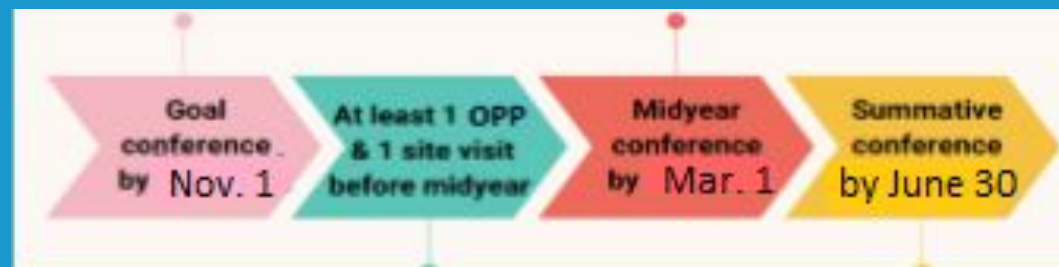 Goal
conference
by Nov. 1
At least 1 OPP
& 1 site visit
before midyear
Midyear
conference
by Mar. 1
Summative
conference
by June 30